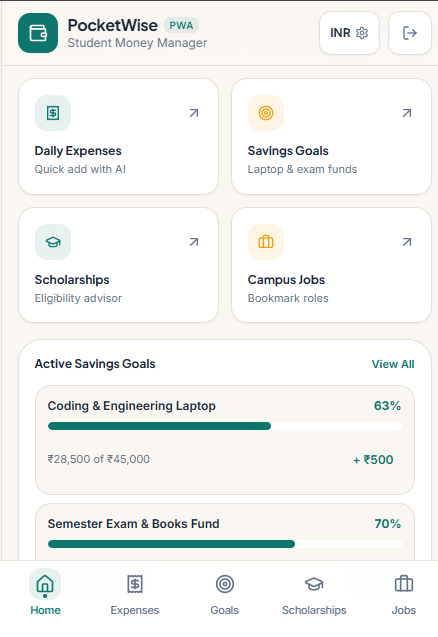 PocketWise PWA
Student Money Manager
INR
Daily Expenses
Quick add with AI
Savings Goals
Laptop & exam funds
Scholarships
Eligibility advisor
Campus Jobs
Bookmark roles
Active Savings Goals
View All
Coding & Engineering Laptop
63%
₹28,500 of ₹45,000
+ ₹500
Semester Exam & Books Fund
70%
Home
Expenses
Goals
Scholarships
Jobs